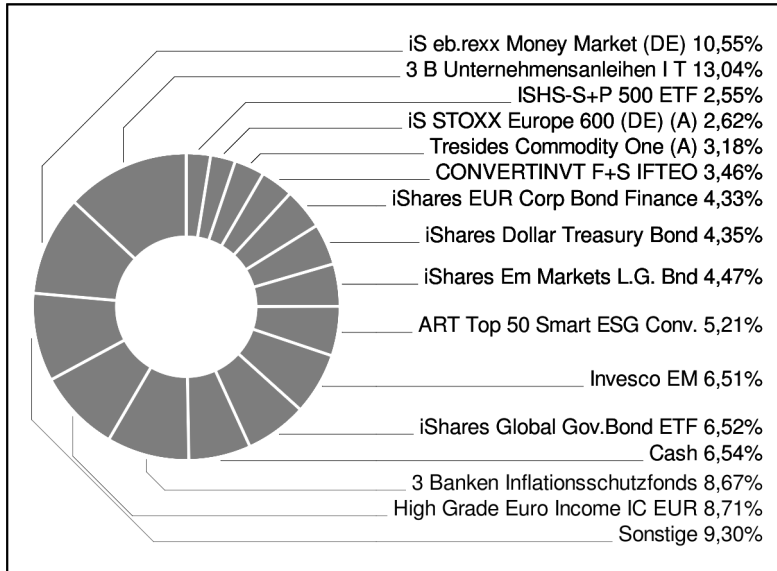 iS eb.rexx Money Market (DE) 10,55%
3 B Unternehmensanleihen I T 13,04%
ISHS-S+P 500 ETF 2,55%
iS STOXX Europe 600 (DE) (A) 2,62%
Tresides Commodity One (A) 3,18%
CONVERTINVT F+S IFTEO 3,46%
iShares EUR Corp Bond Finance 4,33%
iShares Dollar Treasury Bond 4,35%
iShares Em Markets L.G. Bnd 4,47%
ART Top 50 Smart ESG Conv. 5,21%
Invesco EM 6,51%
iShares Global Gov.Bond ETF 6,52%
Cash 6,54%
3 Banken Inflationsschutzfonds 8,67%
High Grade Euro Income IC EUR 8,71%
Sonstige 9,30%